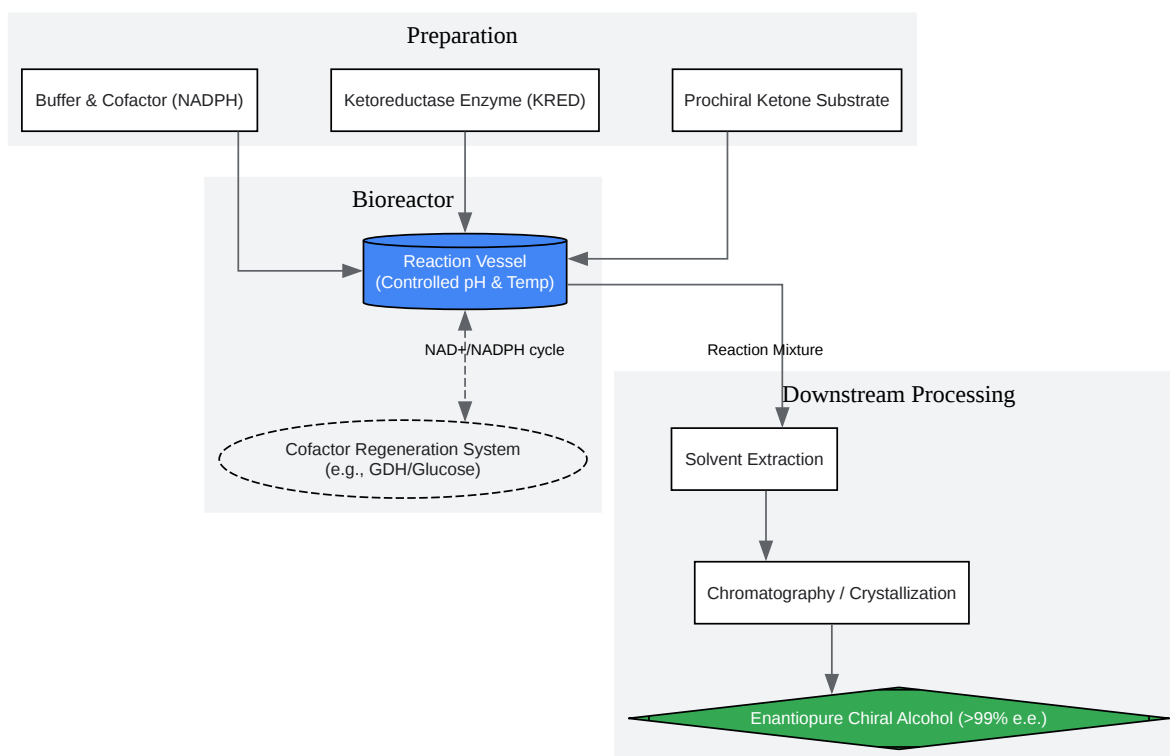 Preparation
Buffer & Cofactor (NADPH)
Ketoreductase Enzyme (KRED)
Prochiral Ketone Substrate
Bioreactor
Reaction Vessel
(Controlled pH & Temp)
NAD+/NADPH cycle
Reaction Mixture
Downstream Processing
Cofactor Regeneration System
(e.g., GDH/Glucose)
Solvent Extraction
Chromatography / Crystallization
Enantiopure Chiral Alcohol (>99% e.e.)